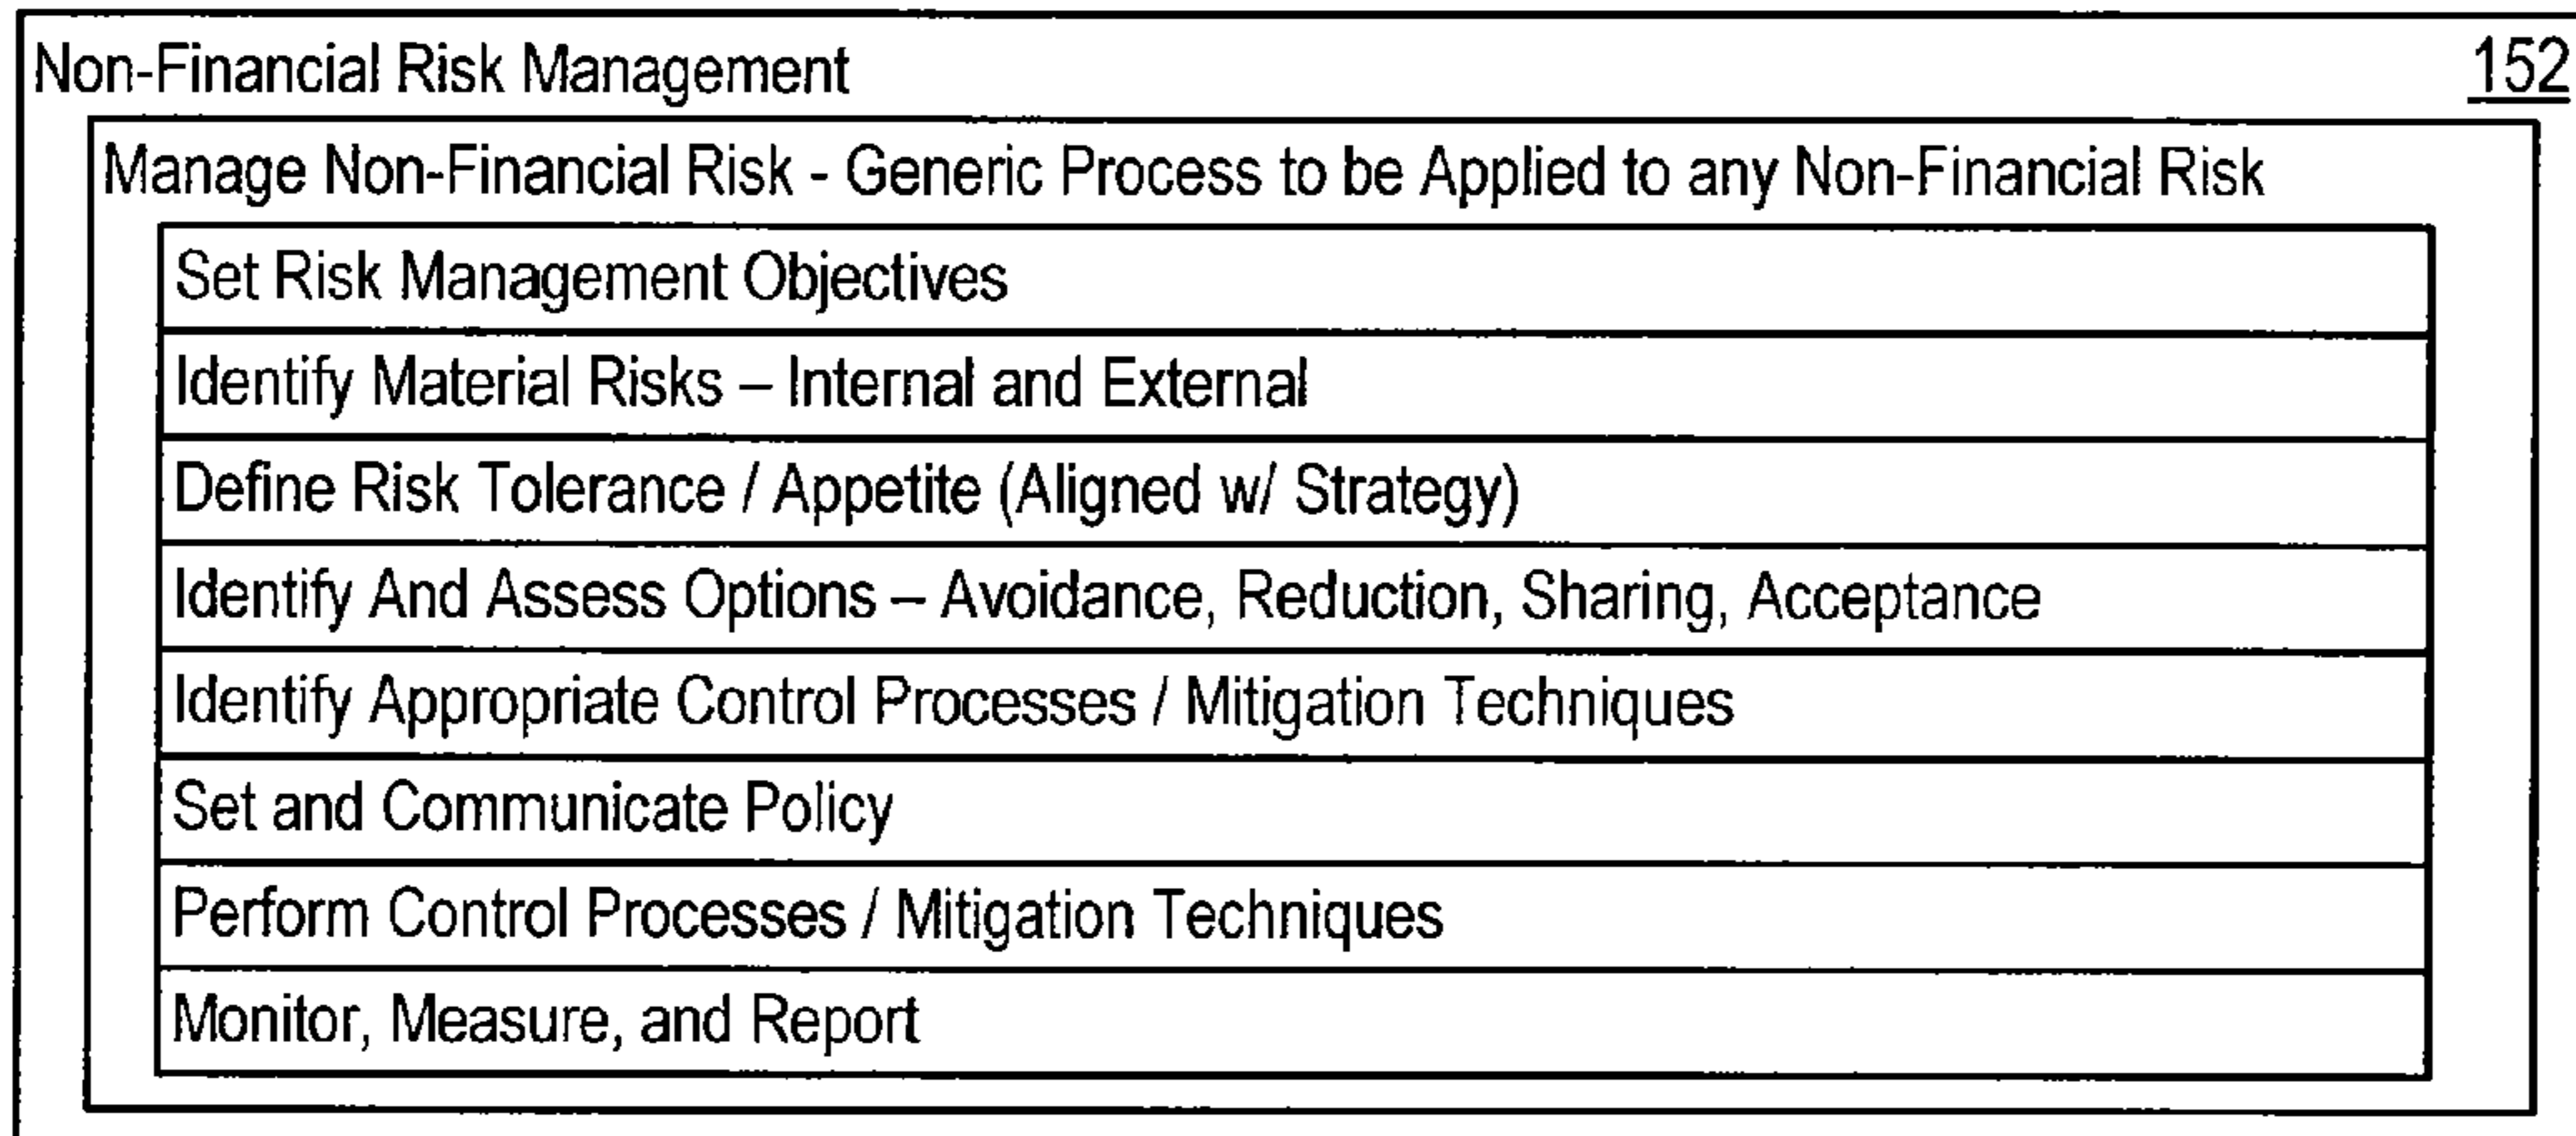 Non-Financial Risk Management 152
Manage Non-Financial Risk - Generic Process to be Applied to any Non-Financial Risk
Set Risk Management Objectives
Identify Material Risks – Internal and External
Define Risk Tolerance / Appetite (Aligned w/ Strategy)
Identify And Assess Options – Avoidance, Reduction, Sharing, Acceptance
Identify Appropriate Control Processes / Mitigation Techniques
Set and Communicate Policy
Perform Control Processes / Mitigation Techniques
Monitor, Measure, and Report